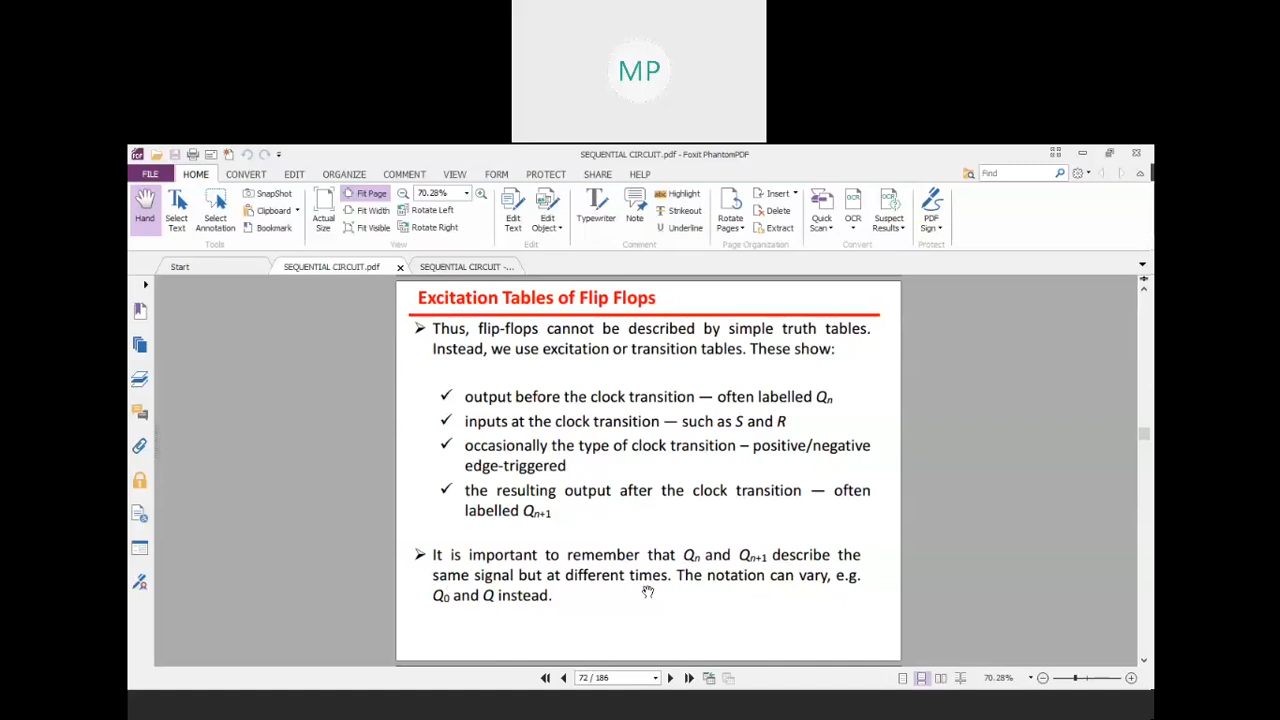 MP
SEQUENTIAL CIRCUIT.pdf - Foxit PhantomPDF
FILE HOME CONVERT EDIT ORGANIZE COMMENT VIEW FORM PROTECT SHARE HELP Find
Hand Select Text Select Annotation SnapShot Clipboard Bookmark Actual Size Fit Page Fit Width Fit Visible 70.28% Rotate Left Rotate Right Edit Text Edit Object Typewriter Note Highlight Strikeout Underline Rotate Pages Insert Delete Extract Quick Scan OCR Suspect Results PDF Sign
Tools View Edit Comment Page Organization Convert Protect
Start SEQUENTIAL CIRCUIT.pdf SEQUENTIAL CIRCUIT -...
Excitation Tables of Flip Flops
➢ Thus, flip-flops cannot be described by simple truth tables.
Instead, we use excitation or transition tables. These show:
✓ output before the clock transition — often labelled Qn
✓ inputs at the clock transition — such as S and R
✓ occasionally the type of clock transition – positive/negative
edge-triggered
✓ the resulting output after the clock transition — often
labelled Qn+1
➢ It is important to remember that Qn and Qn+1 describe the
same signal but at different times. The notation can vary, e.g.
Q0 and Q instead.
72 / 186 70.28%